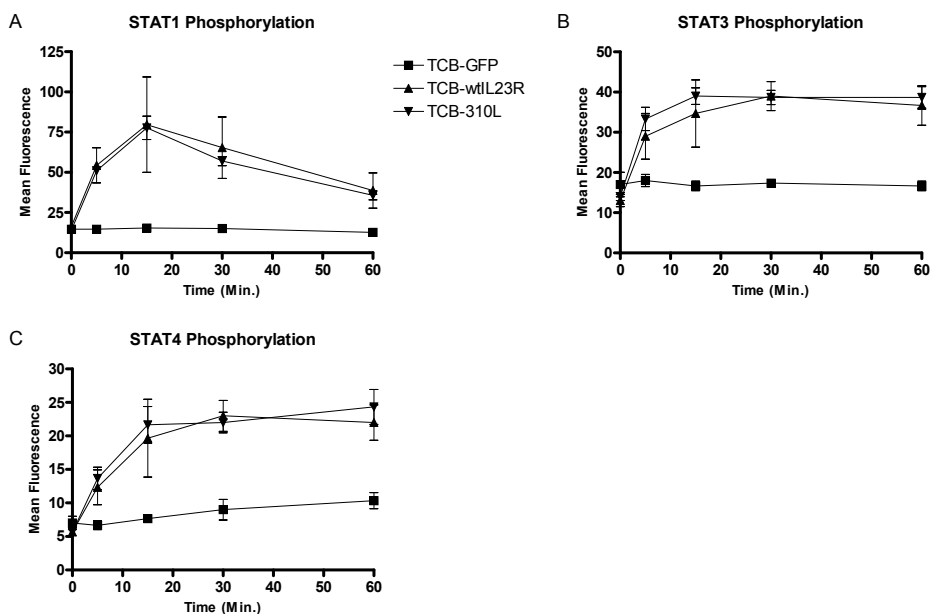 A
STAT1 Phosphorylation
125
100
75
50
25
0
Mean Fluorescence
0 10 20 30 40 50 60
Time (Min.)
TCB-GFP
TCB-wtIL23R
TCB-310L
B
STAT3 Phosphorylation
50
40
30
20
10
0
Mean Fluorescence
0 10 20 30 40 50 60
Time (Min.)
C
STAT4 Phosphorylation
30
25
20
15
10
5
0
Mean Fluorescence
0 10 20 30 40 50 60
Time (Min.)